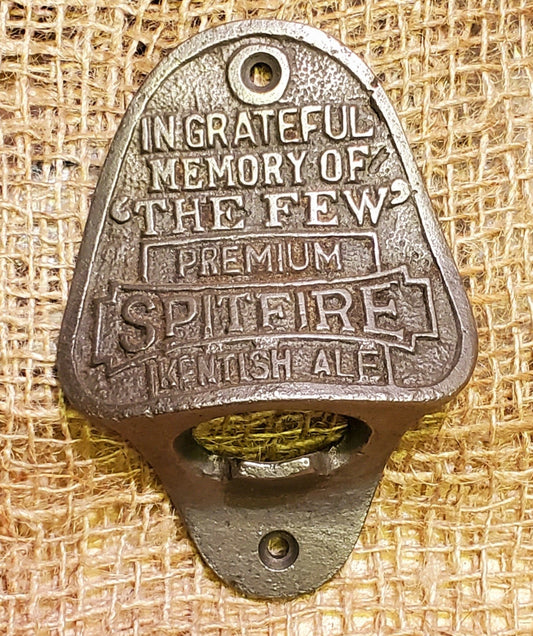 IN GRATEFUL
MEMORY OF
'THE FEW'
PREMIUM
SPITFIRE
KENTISH ALE